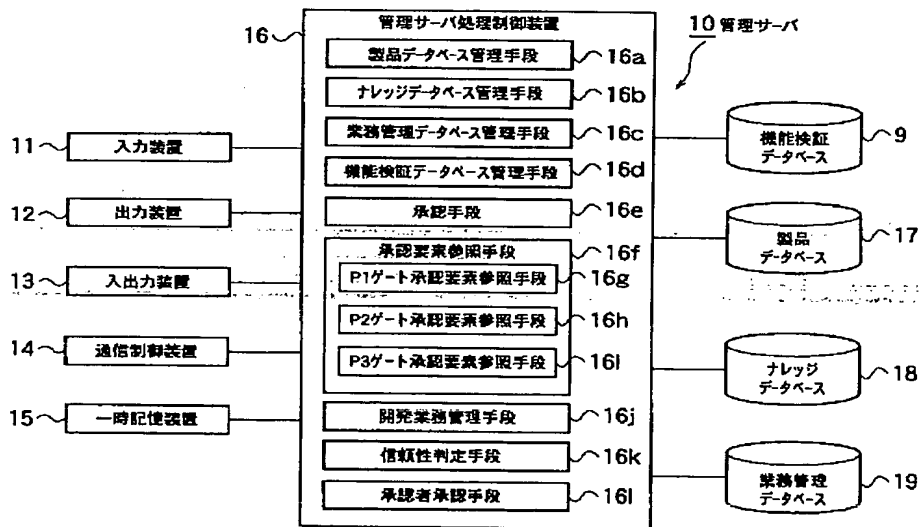 16
管理サーバ処理制御装置
10 管理サーバ
製品データベース管理手段
16a
ナレッジデータベース管理手段
16b
業務管理データベース管理手段
16c
機能検証データベース管理手段
16d
承認手段
16e
承認要素参照手段
16f
P1ゲート承認要素参照手段
16g
P2ゲート承認要素参照手段
16h
P3ゲート承認要素参照手段
16i
開発業務管理手段
16j
信頼性判定手段
16k
承認者承認手段
16l
11
入力装置
12
出力装置
13
入出力装置
14
通信制御装置
15
一時記憶装置
機能検証
データベース
9
製品
データベース
17
ナレッジ
データベース
18
業務管理
データベース
19